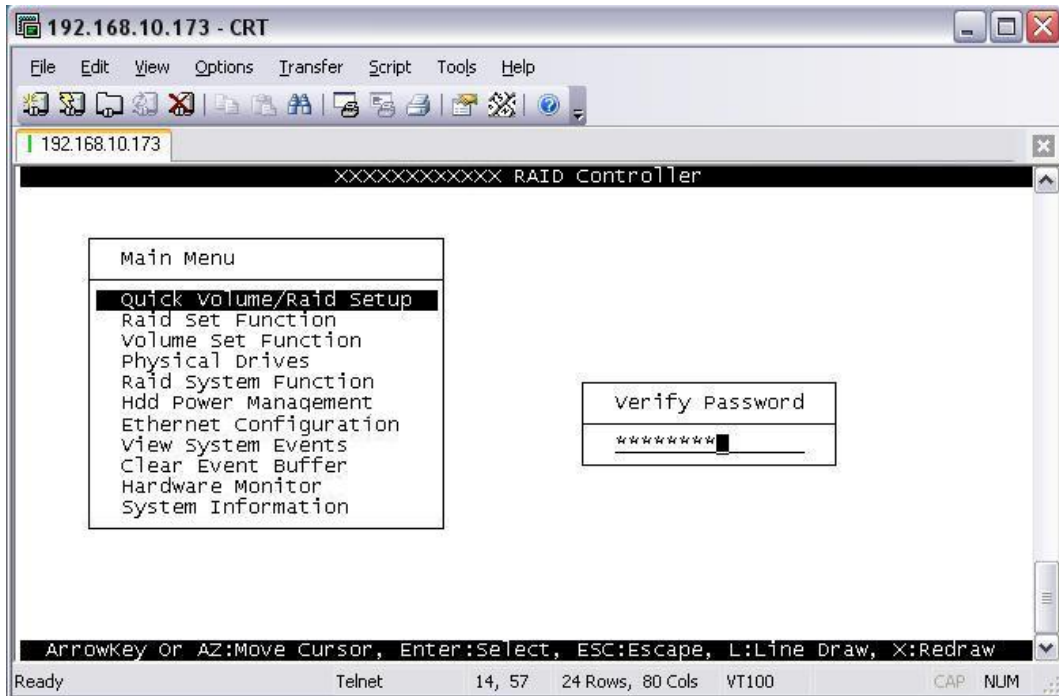 192.168.10.173 - CRT
File Edit View Options Transfer Script Tools Help
192.168.10.173
XXXXXXXXXXXX RAID Controller
Main Menu
Quick Volume/Raid Setup
Raid Set Function
Volume Set Function
Physical Drives
Raid System Function
Hdd Power Management
Ethernet Configuration
View System Events
Clear Event Buffer
Hardware Monitor
System Information
Verify Password
********
ArrowKey Or AZ:Move Cursor, Enter:Select, ESC:Escape, L:Line Draw, X:Redraw
Ready Telnet 14, 57 24 Rows, 80 Cols VT100 CAP NUM